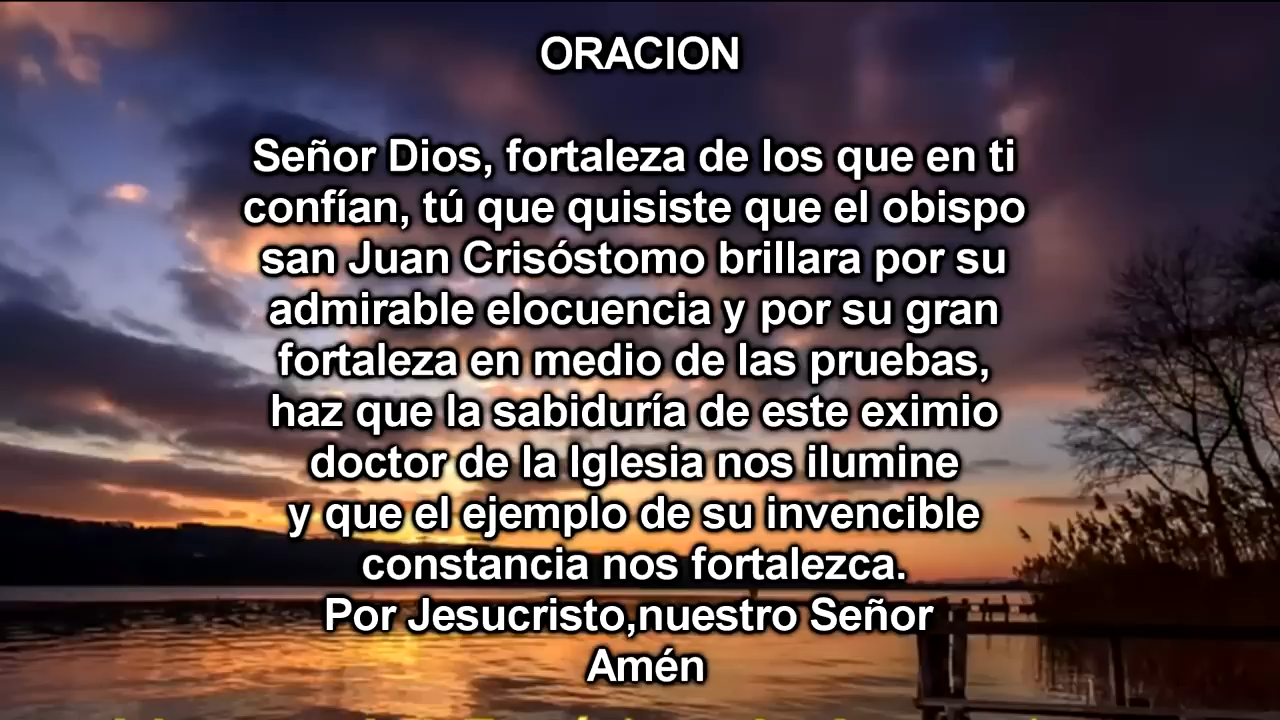 ORACION
Señor Dios, fortaleza de los que en ti
confían, tú que quisiste que el obispo
san Juan Crisóstomo brillara por su
admirable elocuencia y por su gran
fortaleza en medio de las pruebas,
haz que la sabiduría de este eximio
doctor de la Iglesia nos ilumine
y que el ejemplo de su invencible
constancia nos fortalezca.
Por Jesucristo,nuestro Señor
Amén